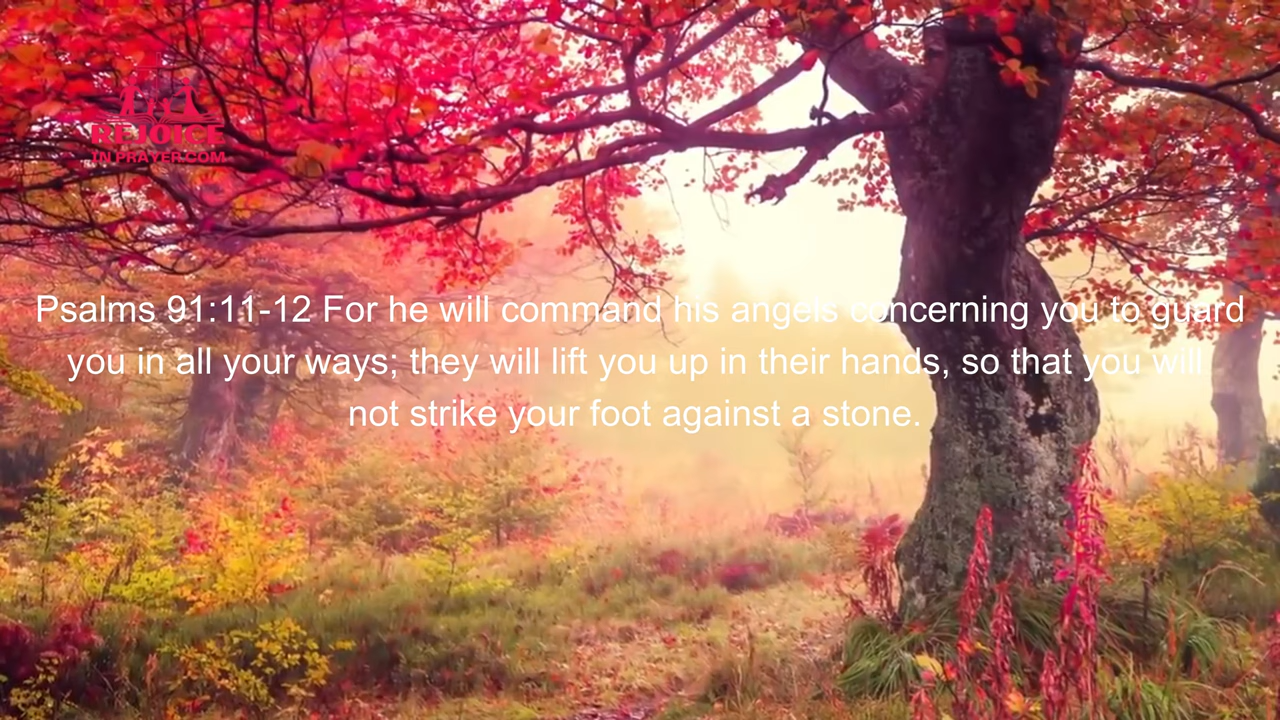 REJOICE
IN PRAYER.COM
Psalms 91:11-12 For he will command his angels concerning you to guard
you in all your ways; they will lift you up in their hands, so that you will
not strike your foot against a stone.